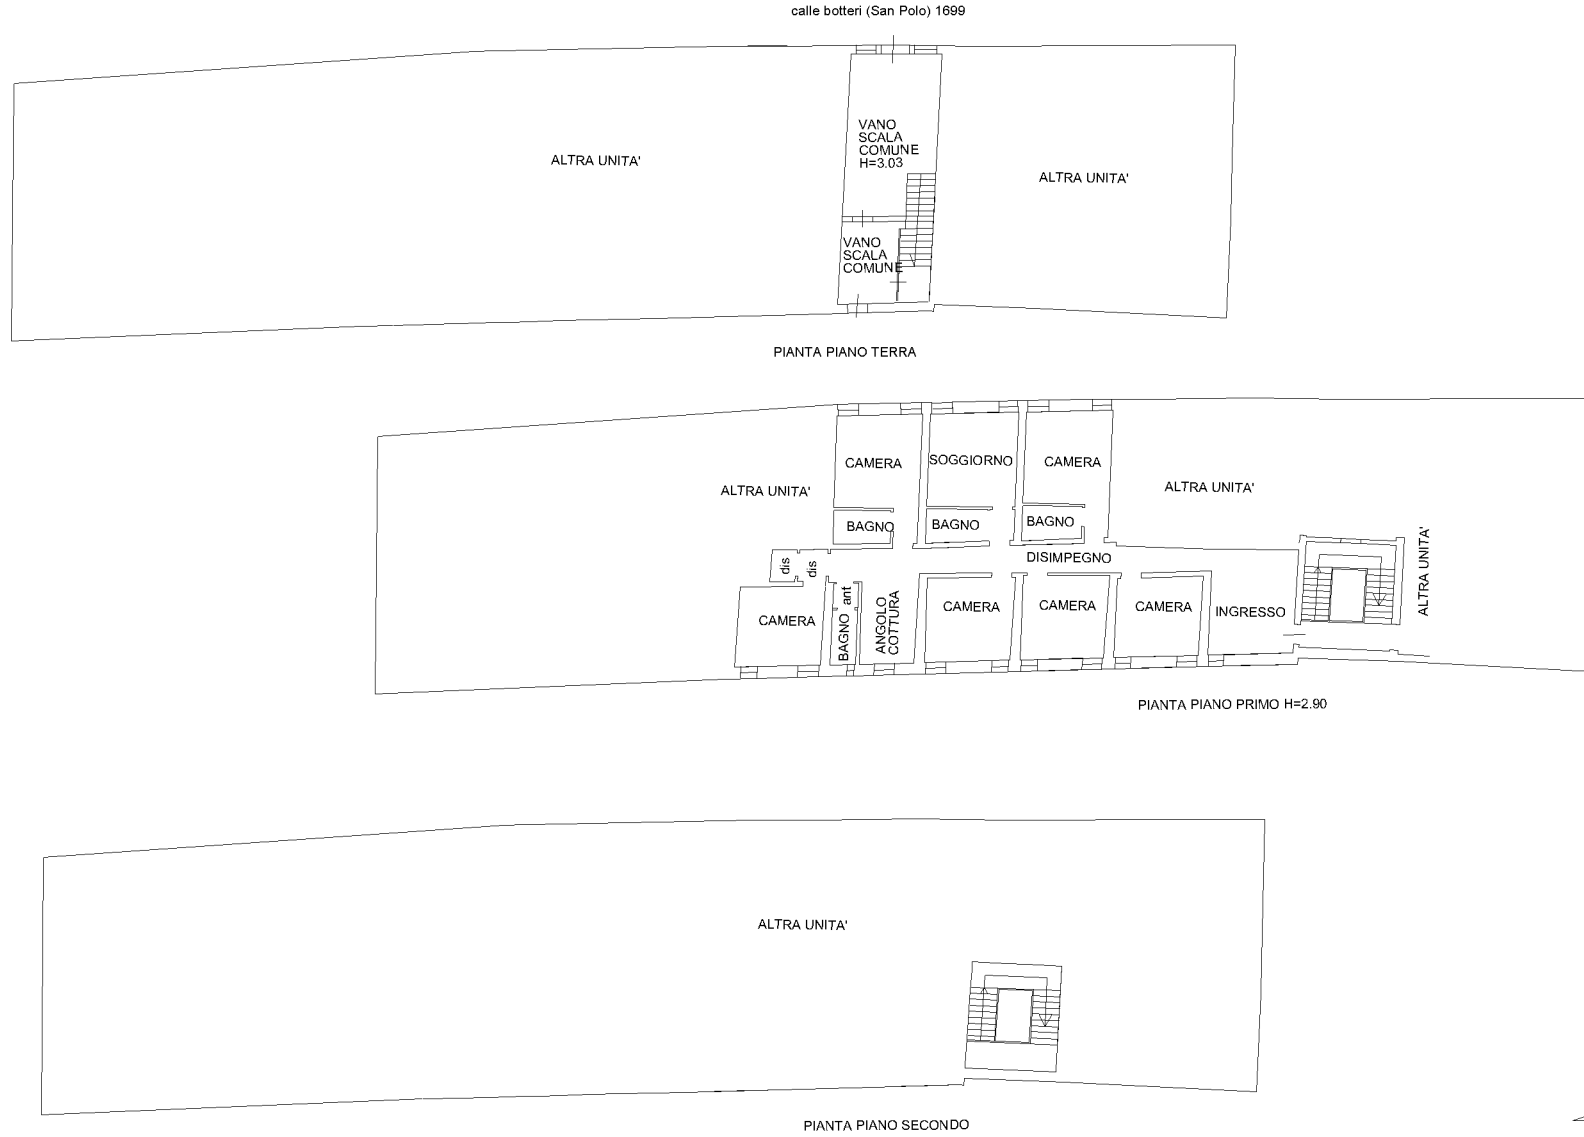 calle botteri (San Polo) 1699
VANO
SCALA
COMUNE
H=3.03
ALTRA UNITA'
ALTRA UNITA'
VANO
SCALA
COMUNE
PIANTA PIANO TERRA
CAMERA
SOGGIORNO
CAMERA
ALTRA UNITA'
ALTRA UNITA'
BAGNO
BAGNO
BAGNO
ALTRA UNITA'
DISIMPEGNO
dis
dis
ant
CAMERA
BAGNO
ANGOLO
COTTURA
CAMERA
CAMERA
CAMERA
INGRESSO
PIANTA PIANO PRIMO H=2.90
ALTRA UNITA'
PIANTA PIANO SECONDO